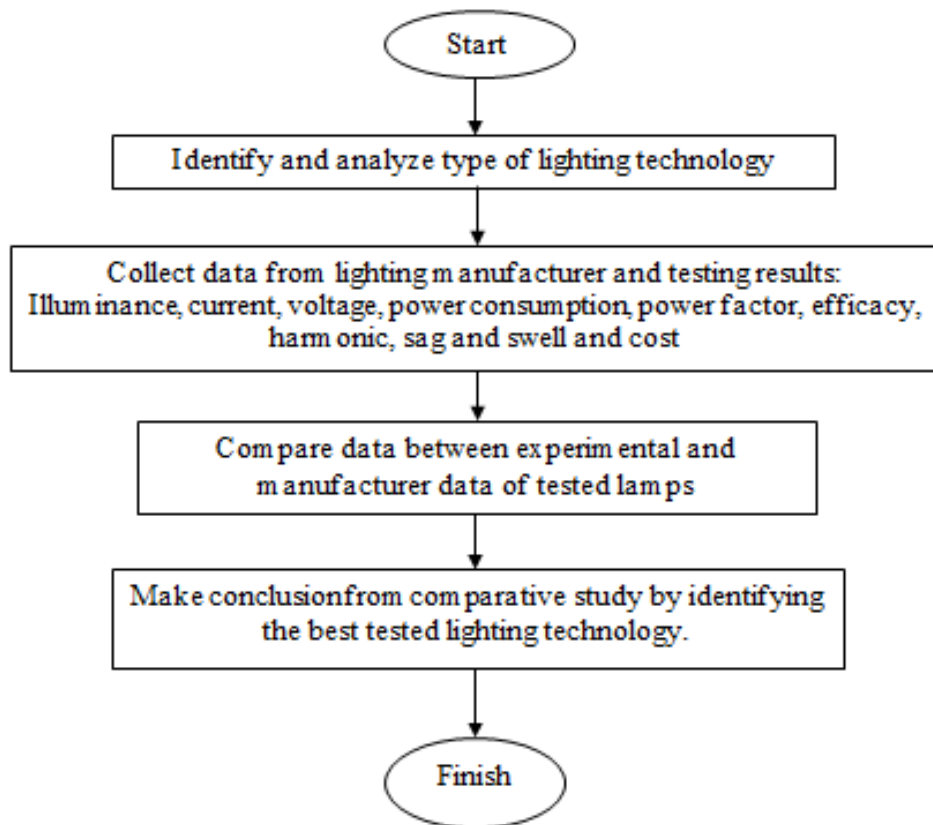 Start
Identify and analyze type of lighting technology
Collect data from lighting manufacturer and testing results:
Illuminance, current, voltage, power consumption, power factor, efficacy,
harmonic, sag and swell and cost
Compare data between experimental and
manufacturer data of tested lamps
Make conclusion from comparative study by identifying
the best tested lighting technology.
Finish